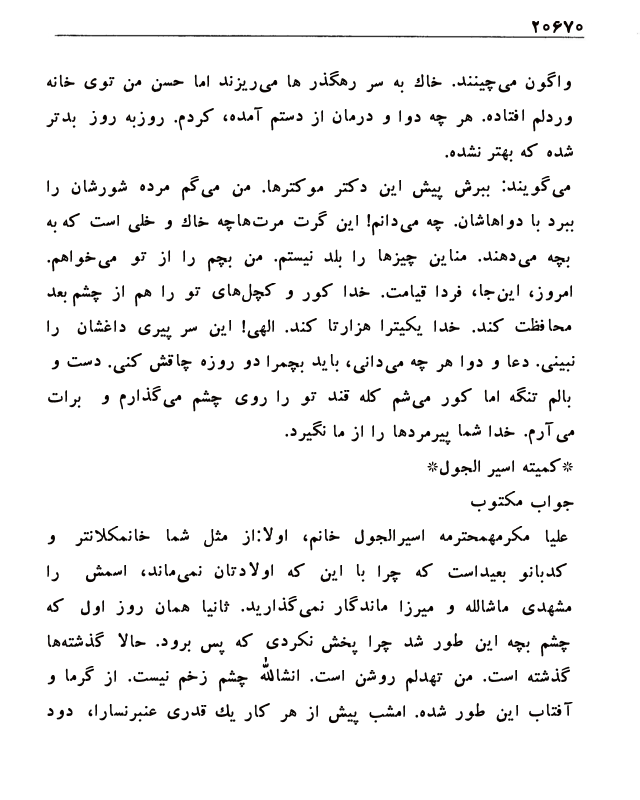 ۲۰۶۷۰
واگون می‌چینند. خاك به سر رهگذر ها می‌ریزند اما حسن من توی خانه
وردلم افتاده. هر چه دوا و درمان از دستم آمده، کردم. روزبه روز بدتر
شده که بهتر نشده.
می‌گویند: ببرش پیش این دکتر موکترها. من می‌گم مرده شورشان را
ببرد با دواهاشان. چه می‌دانم! این گرت مرت‌هاچه خاك و خلی است که به
بچه می‌دهند. مناین چیزها را بلد نیستم. من بچم را از تو می‌خواهم.
امروز، این‌جا، فردا قیامت. خدا کور و کچل‌های تو را هم از چشم بعد
محافظت کند. خدا یکیترا هزارتا کند. الهی! این سر پیری داغشان را
نبینی. دعا و دوا هر چه می‌دانی، باید بچمرا دو روزه چاقش کنی. دست و
بالم تنگه اما کور می‌شم کله قند تو را روی چشم می‌گذارم و برات
می‌آرم. خدا شما پیرمردها را از ما نگیرد.
*کمیته اسیر الجول*
جواب مکتوب
علیا مکرمهمحترمه اسیرالجول خانم، اولا:از مثل شما خانمکلانتر و
کدبانو بعیداست که چرا با این که اولادتان نمی‌ماند، اسمش را
مشهدی ماشالله و میرزا ماندگار نمی‌گذارید. ثانیا همان روز اول که
چشم بچه این طور شد چرا پخش نکردی که پس برود. حالا گذشته‌ها
گذشته است. من تهدلم روشن است. انشالله چشم زخم نیست. از گرما و
آفتاب این طور شده. امشب پیش از هر کار یك قدری عنبرنسارا، دود